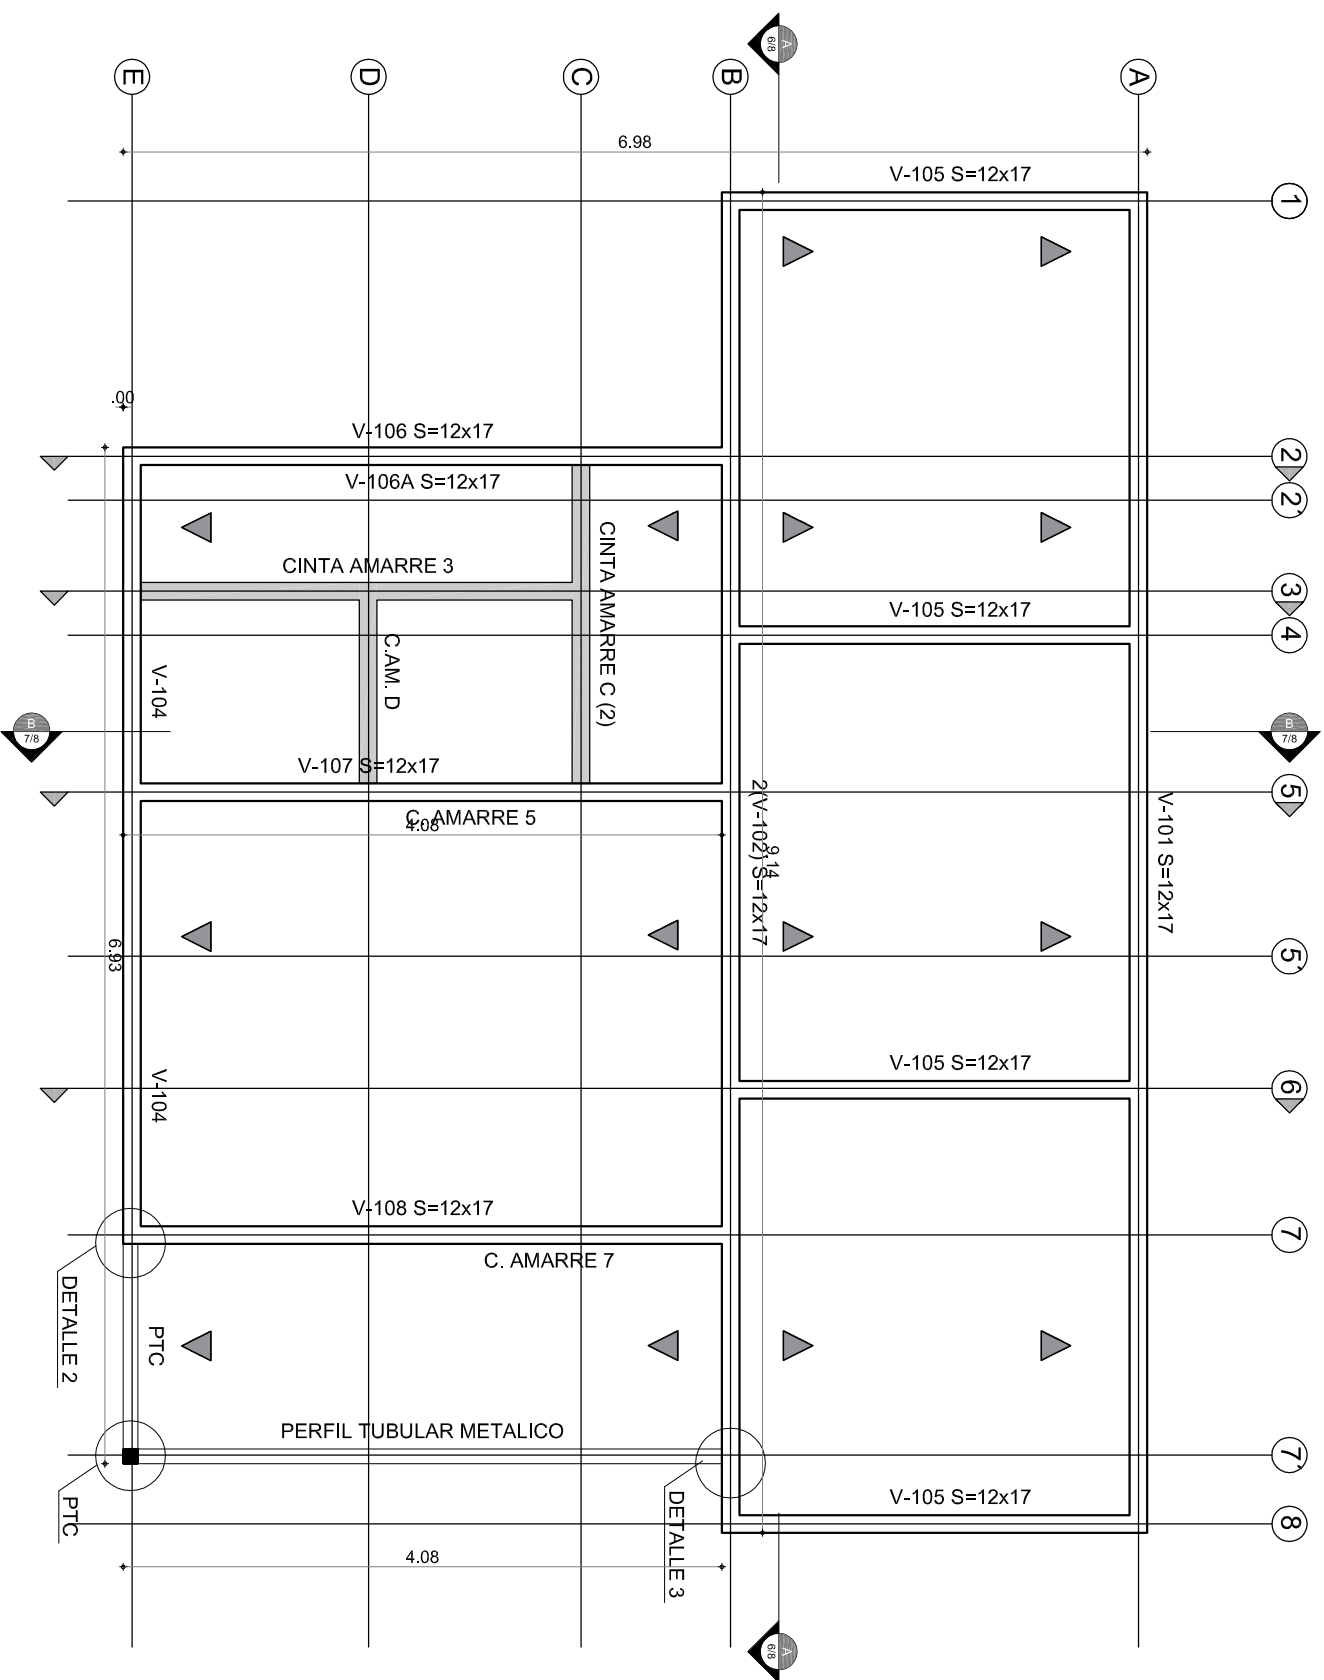 A
6/8
E
D
C
B
A
6.98
V-105 S=12x17
1
.00
V-106 S=12x17
2
V-106A S=12x17
2`
CINTA AMARRE C (2)
CINTA AMARRE 3
3
V-105 S=12x17
4
C.AM. D
V-104
B
7/8
B
7/8
V-107 S=12x17
5
C. AMARRE 5
4.08
2(V-102) S=12x17
9.14
V-101 S=12x17
6.93
5`
V-105 S=12x17
6
V-104
V-108 S=12x17
7
C. AMARRE 7
DETALLE 2
PTC
PERFIL TUBULAR METALICO
7`
V-105 S=12x17
PTC
DETALLE 3
8
4.08
A
6/8